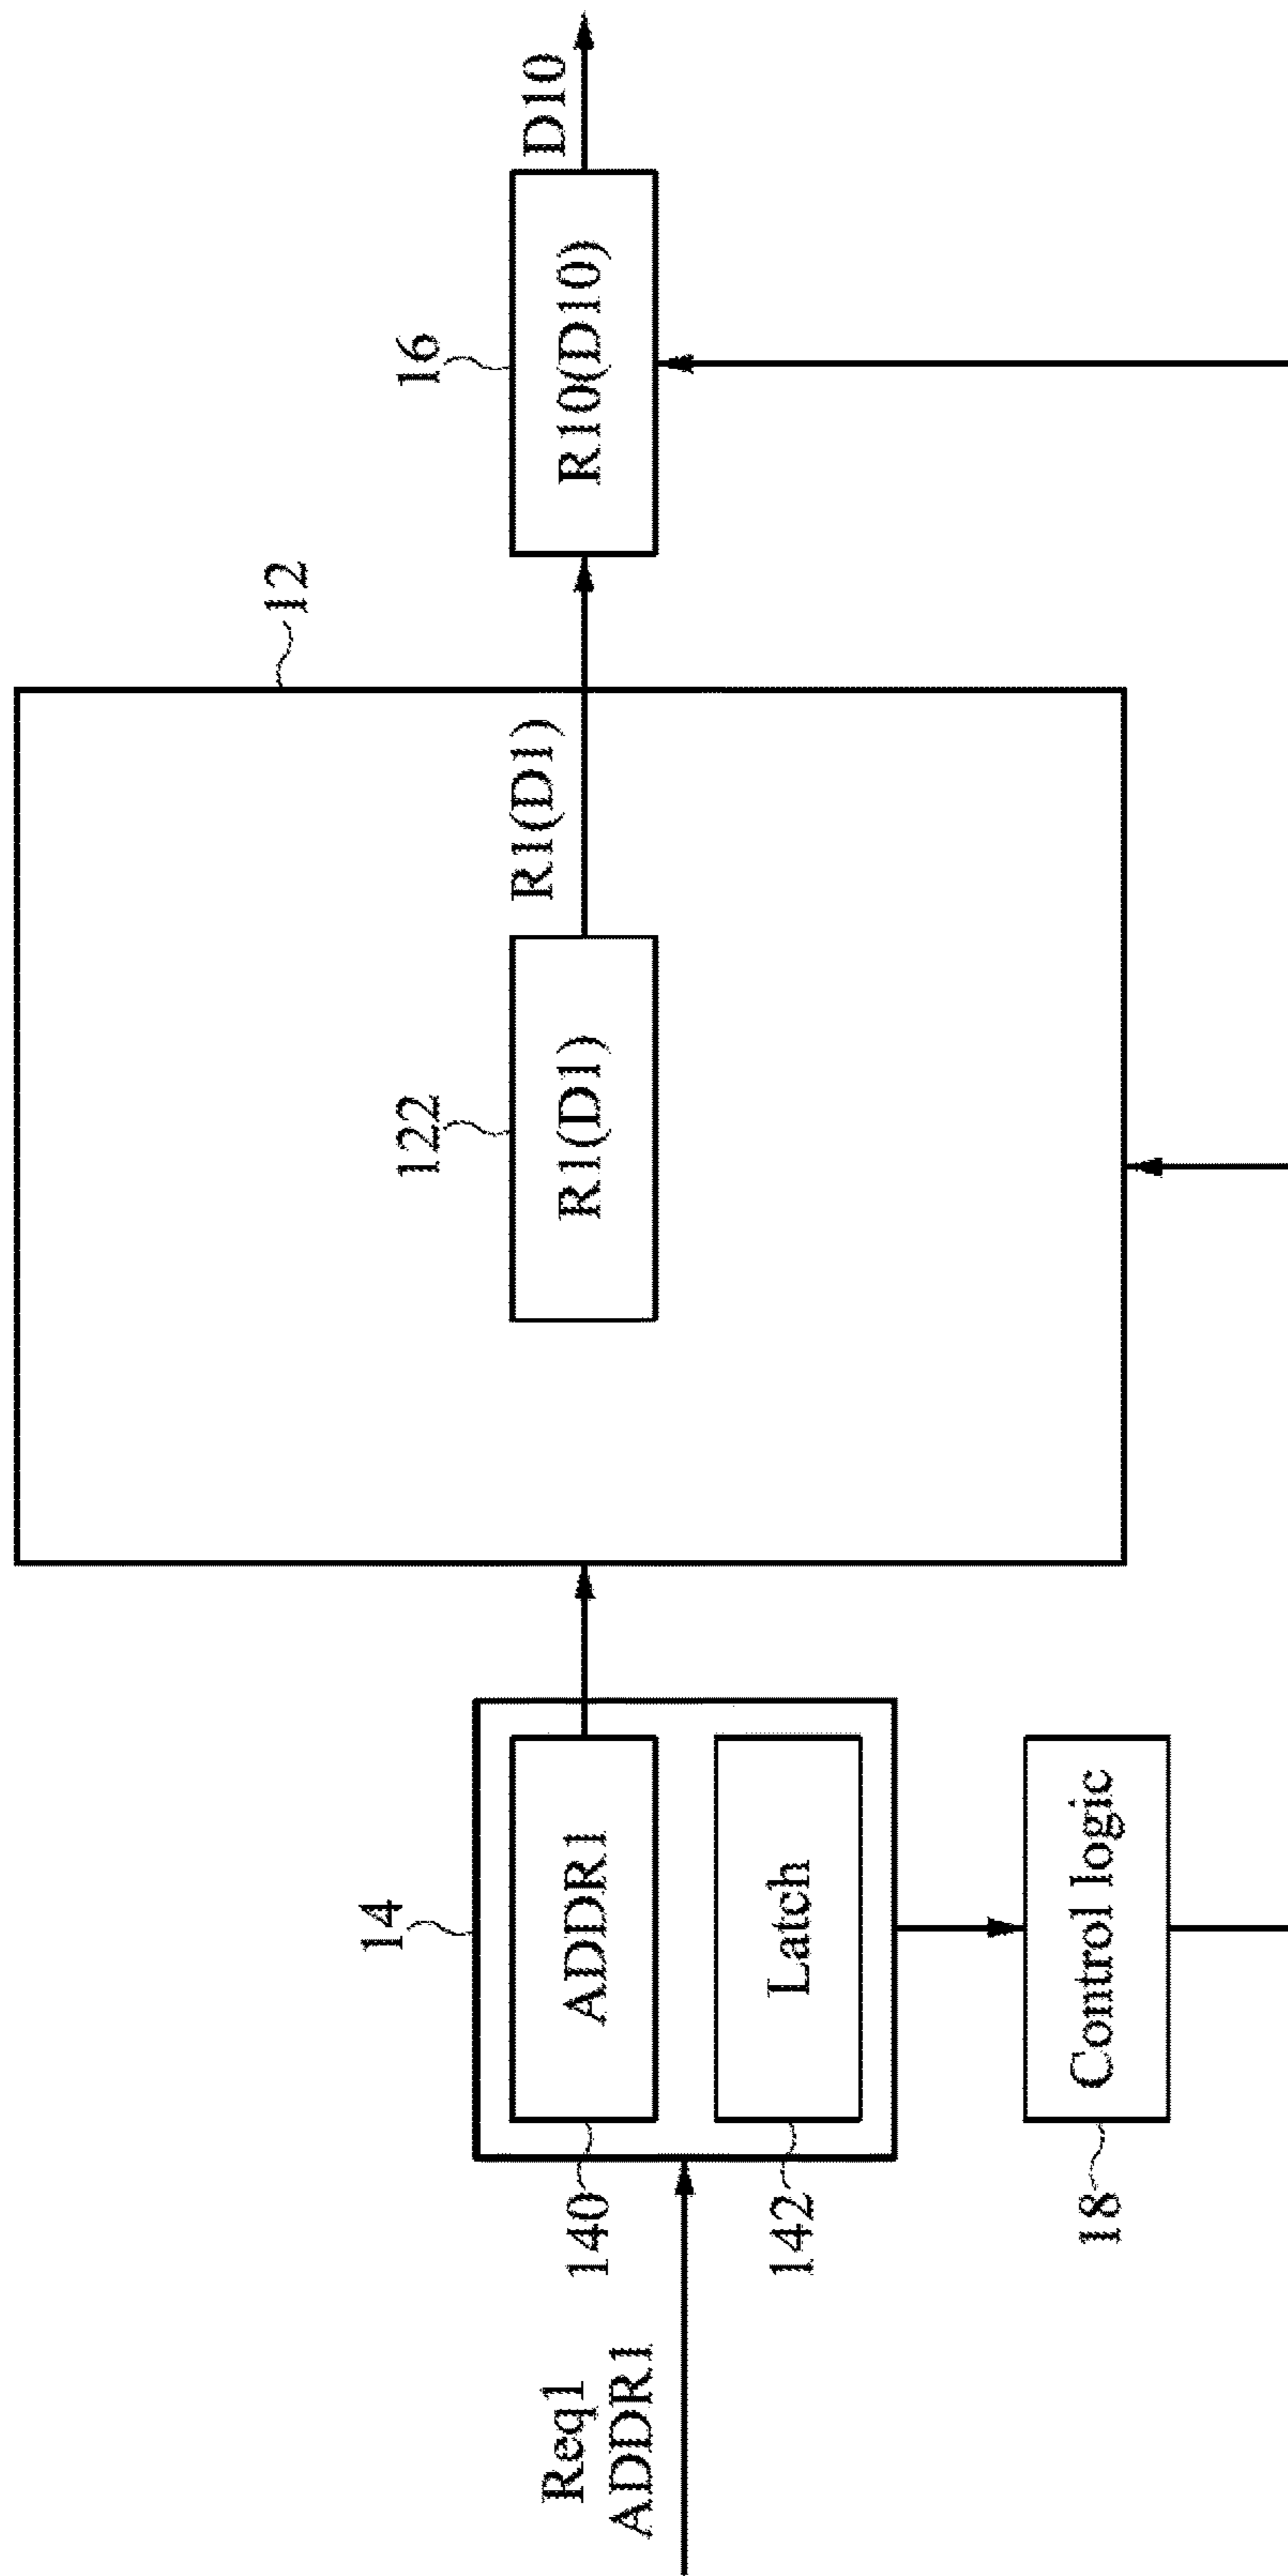 Req1
ADDR1
14
140
ADDR1
142
Latch
18
Control logic
12
122
R1(D1)
R1(D1)
16
R10(D10)
D10